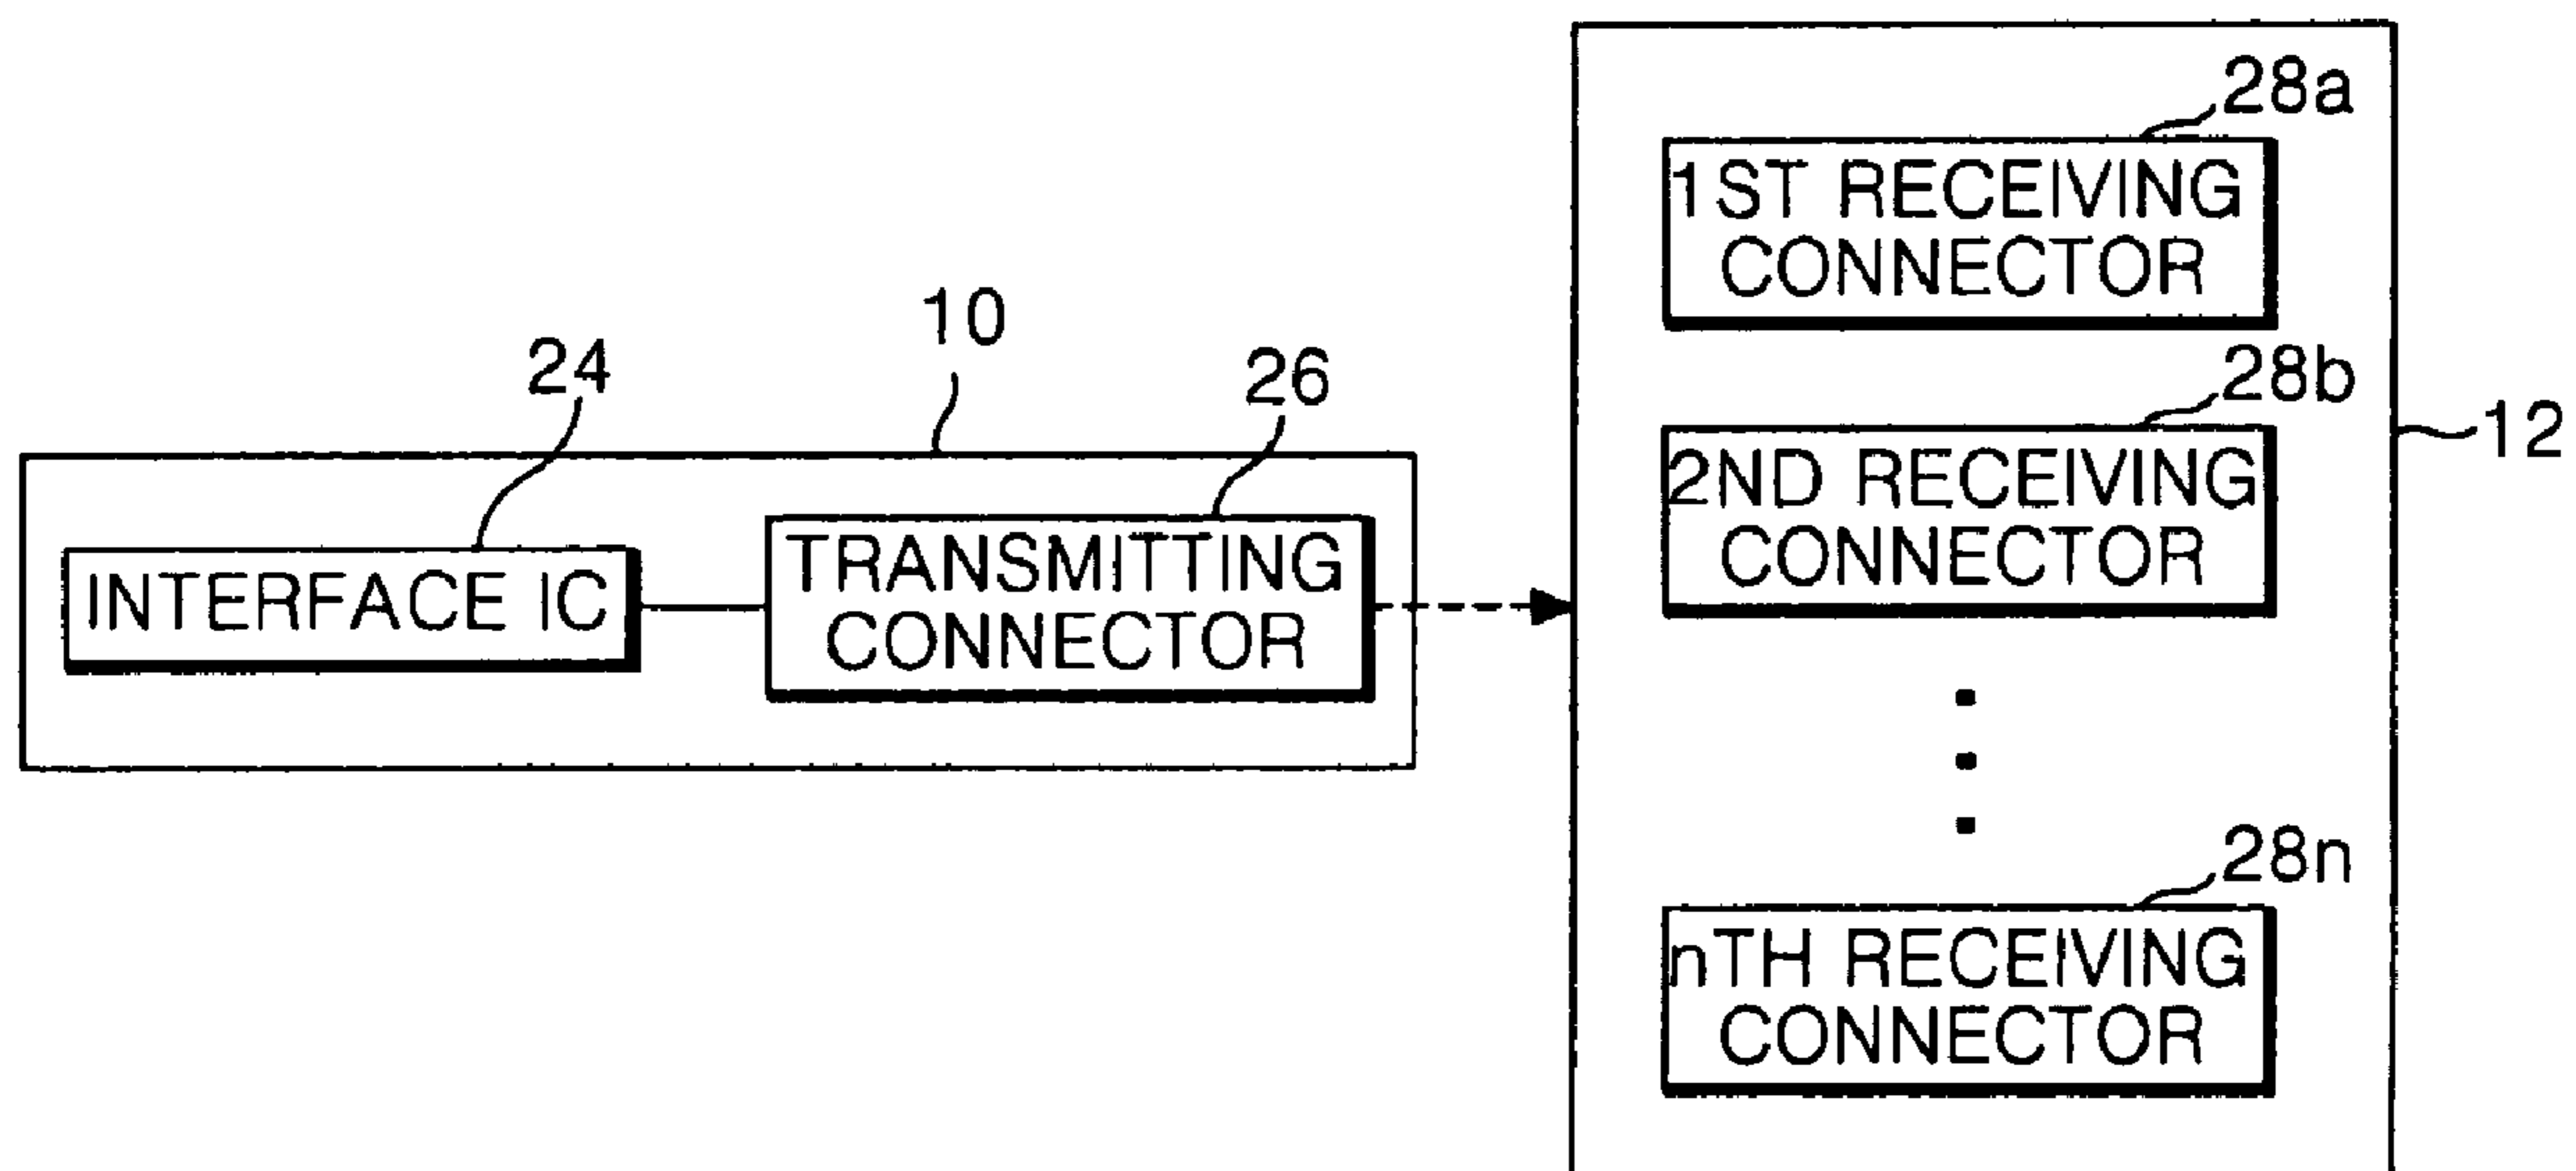 10
24
26
INTERFACE IC
TRANSMITTING
CONNECTOR
28a
1ST RECEIVING
CONNECTOR
28b
2ND RECEIVING
CONNECTOR
12
28n
nTH RECEIVING
CONNECTOR